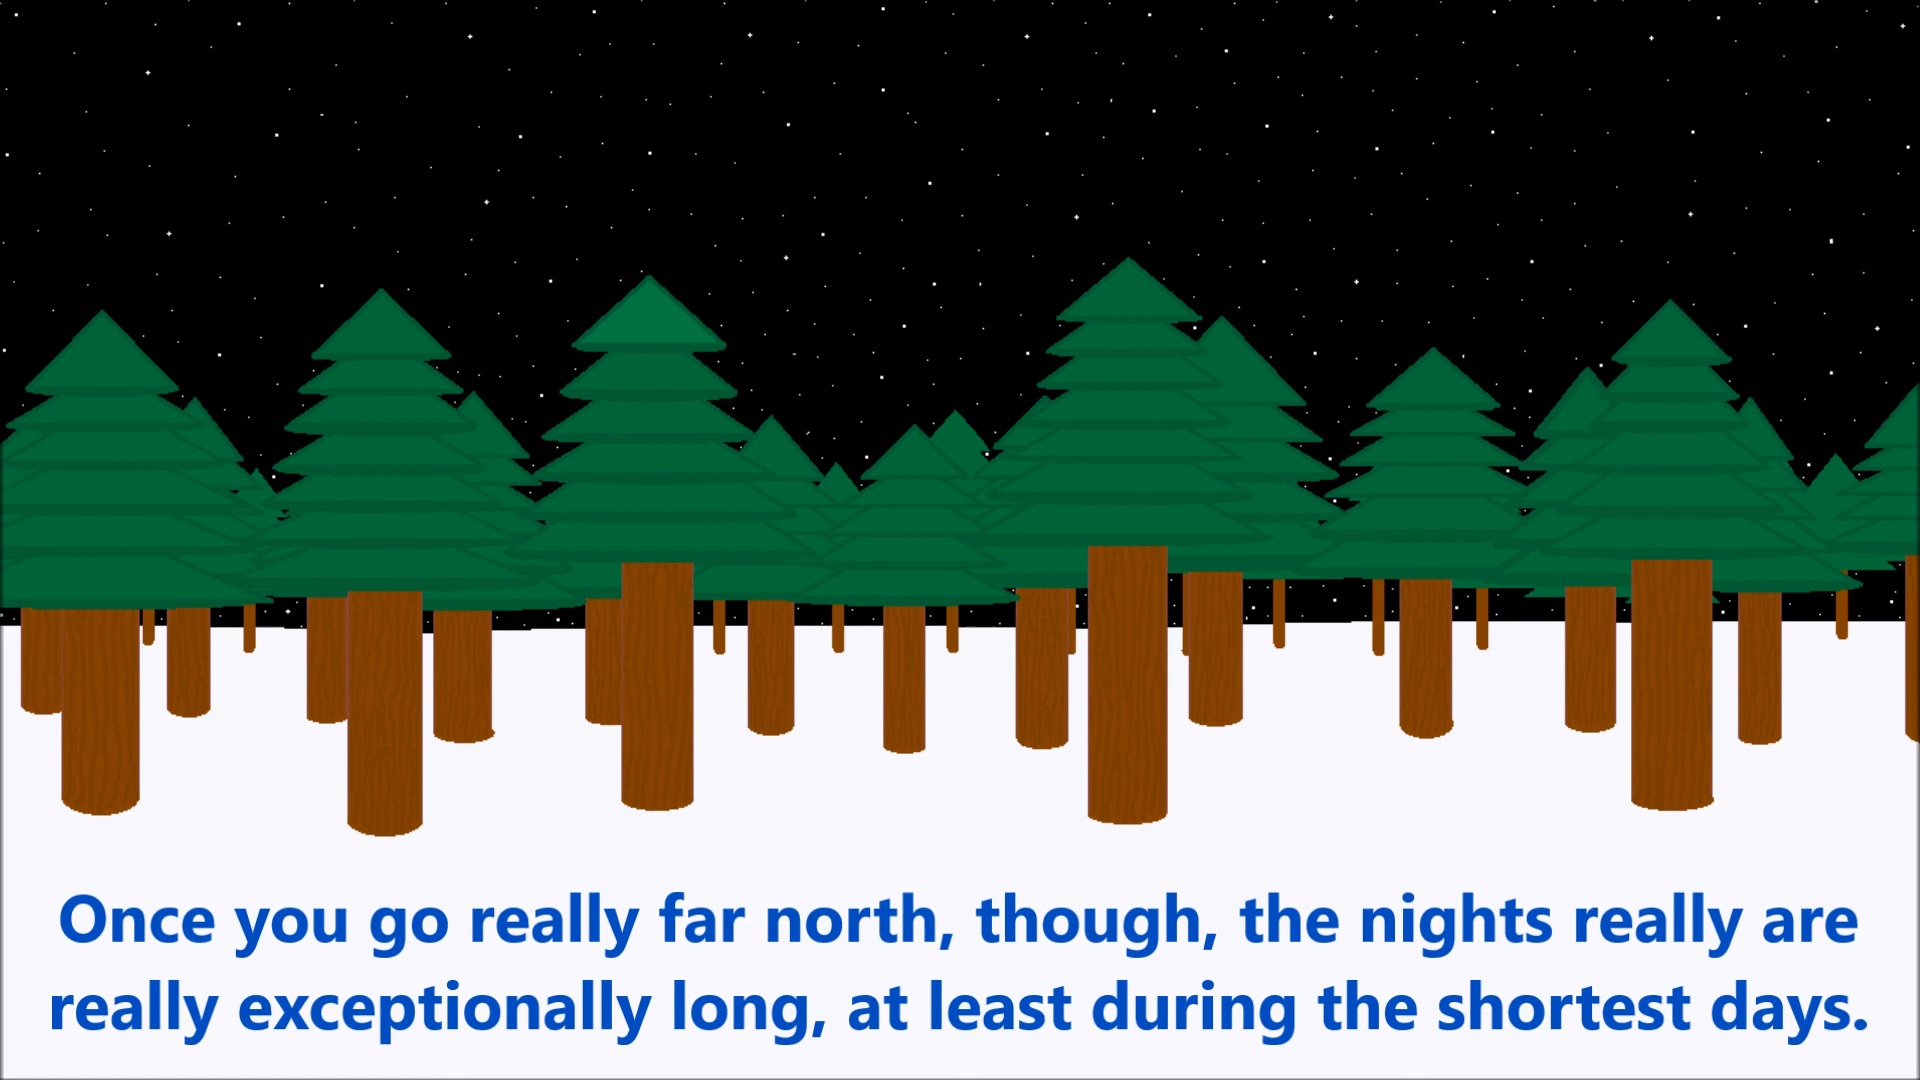 Once you go really far north, though, the nights really are
really exceptionally long, at least during the shortest days.